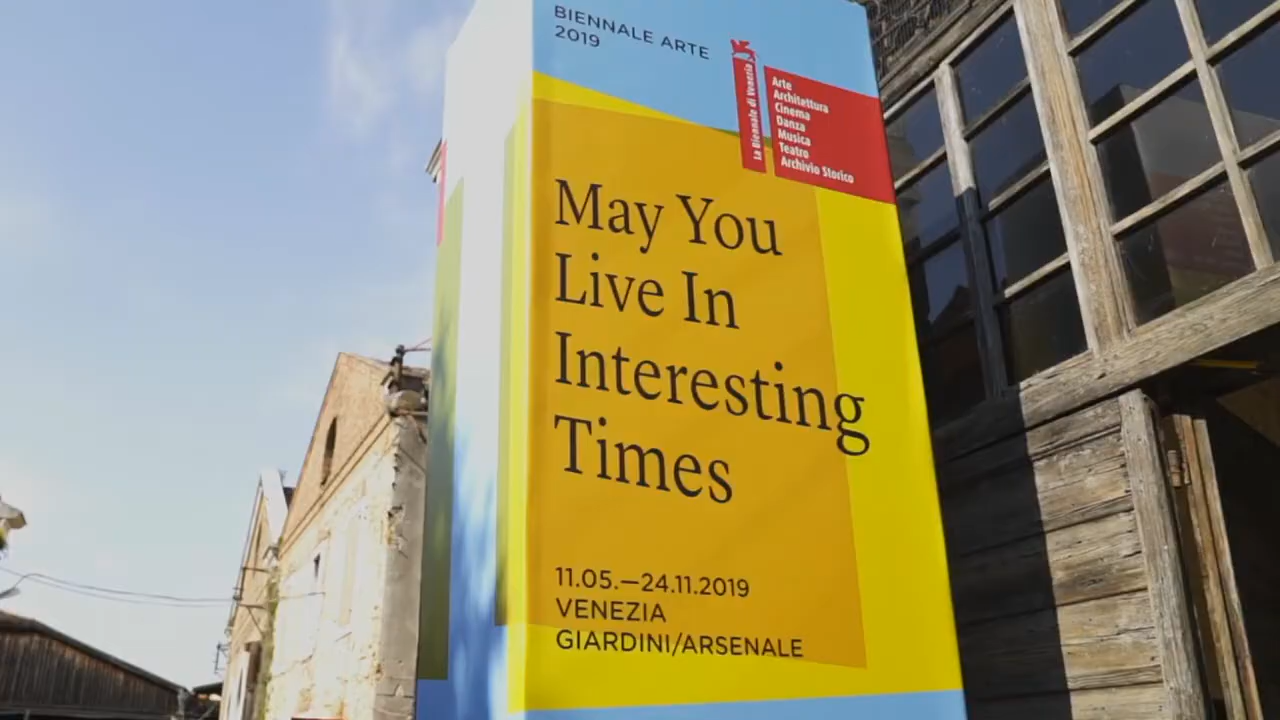 BIENNALE ARTE
2019
La Biennale di Venezia
Arte
Architettura
Cinema
Danza
Musica
Teatro
Archivio Storico
May You
Live In
Interesting
Times
11.05.—24.11.2019
VENEZIA
GIARDINI/ARSENALE